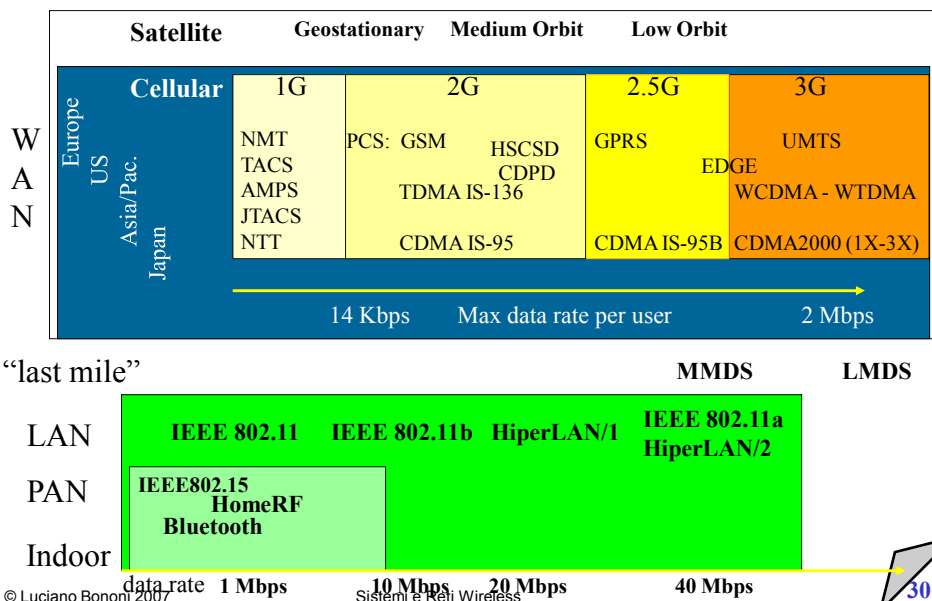 Satellite Geostationary Medium Orbit Low Orbit
Cellular 1G 2G 2.5G 3G
WAN
Europe
US
Asia/Pac.
Japan
NMT
TACS
AMPS
JTACS
NTT
PCS: GSM
HSCSD
CDPD
TDMA IS-136
CDMA IS-95
GPRS
EDGE
CDMA IS-95B
UMTS
WCDMA - WTDMA
CDMA2000 (1X-3X)
14 Kbps Max data rate per user 2 Mbps
“last mile” MMDS LMDS
LAN IEEE 802.11 IEEE 802.11b HiperLAN/1 IEEE 802.11a
HiperLAN/2
PAN IEEE802.15
HomeRF
Bluetooth
Indoor
data rate 1 Mbps 10 Mbps 20 Mbps 40 Mbps
© Luciano Bononi 2007 Sistemi e Reti Wireless 30